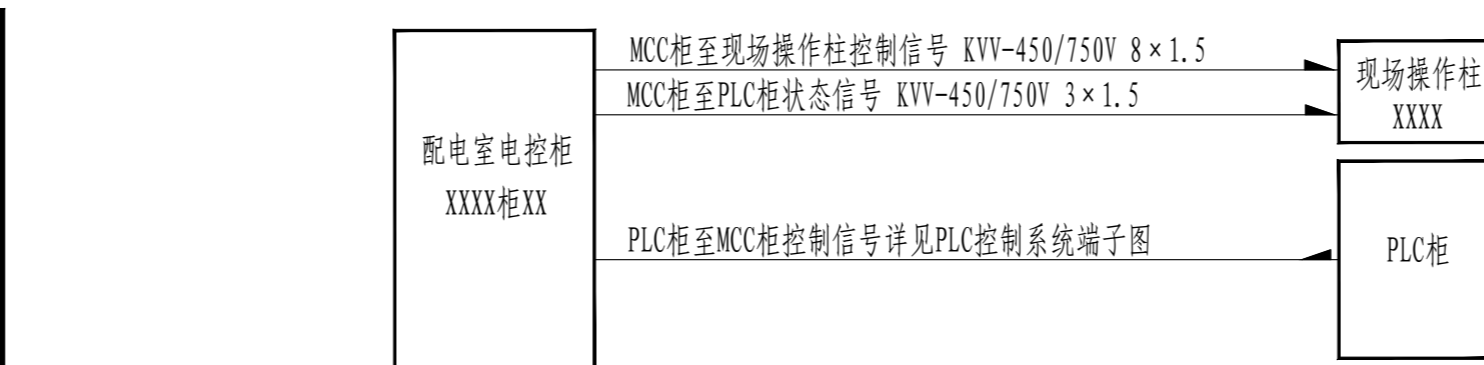 MCC柜至现场操作柱控制信号 KVV-450/750V 8×1.5
MCC柜至PLC柜状态信号 KVV-450/750V 3×1.5
现场操作柱
XXXX
配电室电控柜
XXXX柜XX
PLC柜至MCC柜控制信号详见PLC控制系统端子图
PLC柜